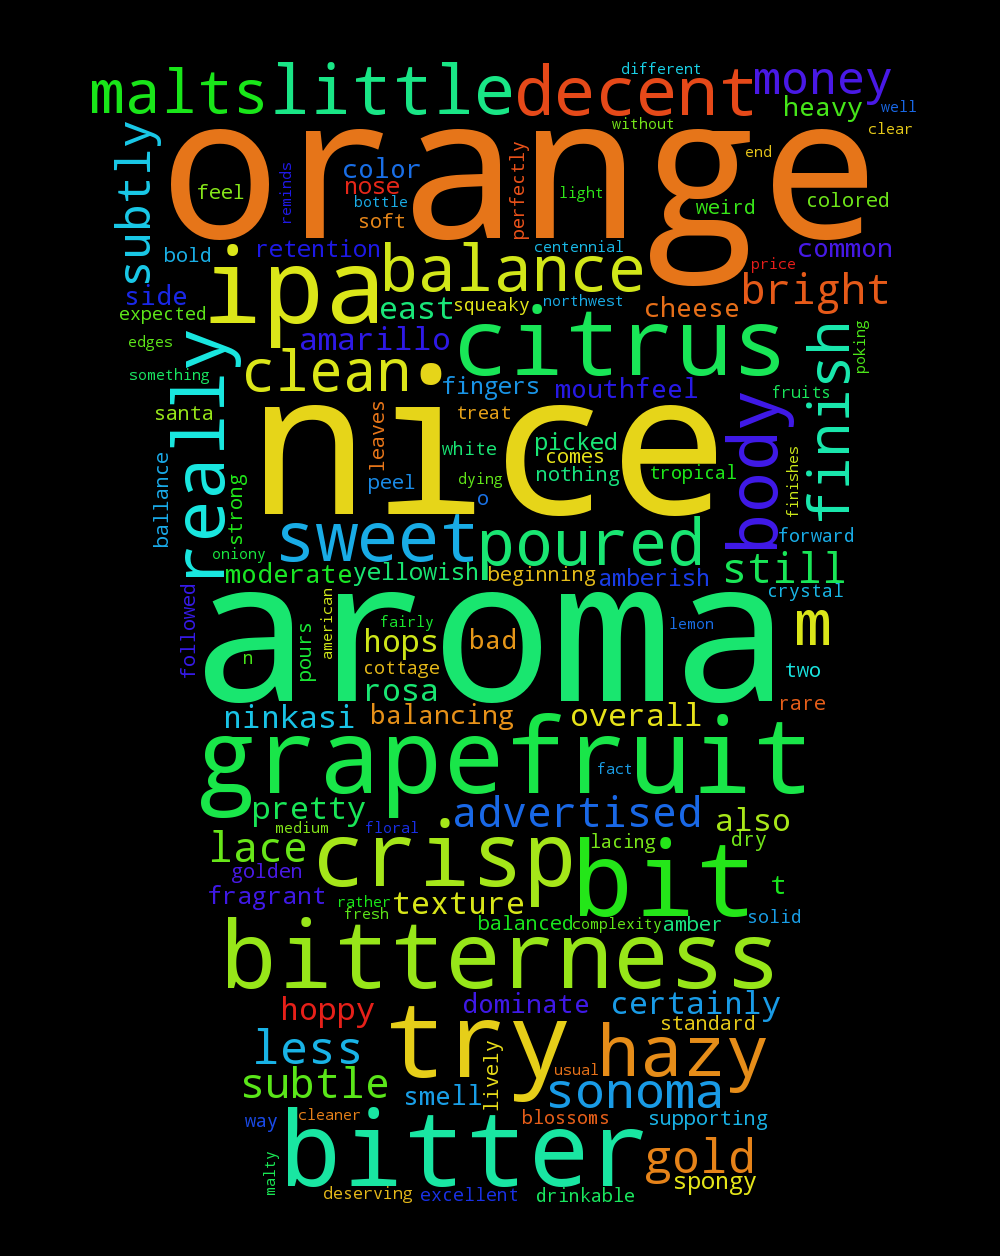 different
malts little decent money
heavy well
without clear
orange
subtly
end
color
nose
bottle
soft
feel
reminds
perfectly
light
weird
colored
bold
retention
centennial
common
price
ipa
balance
bright
side
east
squeaky
northwest
cheese
expected
amarillo
citrus
poking
edges
clean
finish
really
something
fingers
mouthfeel
fruits
santa
leaves
treat
nice
body
white
picked
comes
nothing
tropical
peel
dying
o
finishes
ballance
strong
sweet
poured
forward
oniony
moderate
yellowish
beginning
amberish
still
crystal
followed
american
aroma
m
pours
fairly
hops
bad
lemon
n
cottage
two
rosa
rare
ninkasi
balancing
overall
grapefruit
fact
pretty
advertised
also
medium
floral
lace
crisp
lacing
dry
golden
bit
t
fragrant
rather
texture
fresh
balanced
complexity
amber
solid
bitterness
hoppy
dominate
certainly
try
standard
less
hazy
lively
usual
subtle
smell
sonoma
way
cleaner
blossoms
supporting
bitter
gold
malty
spongy
deserving
excellent
drinkable